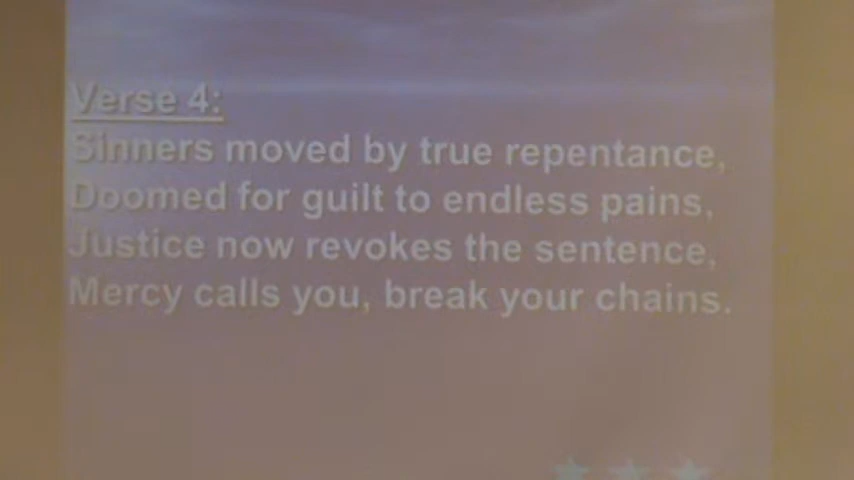 Verse 4:
Sinners moved by true repentance,
Doomed for guilt to endless pains,
Justice now revokes the sentence,
Mercy calls you, break your chains.